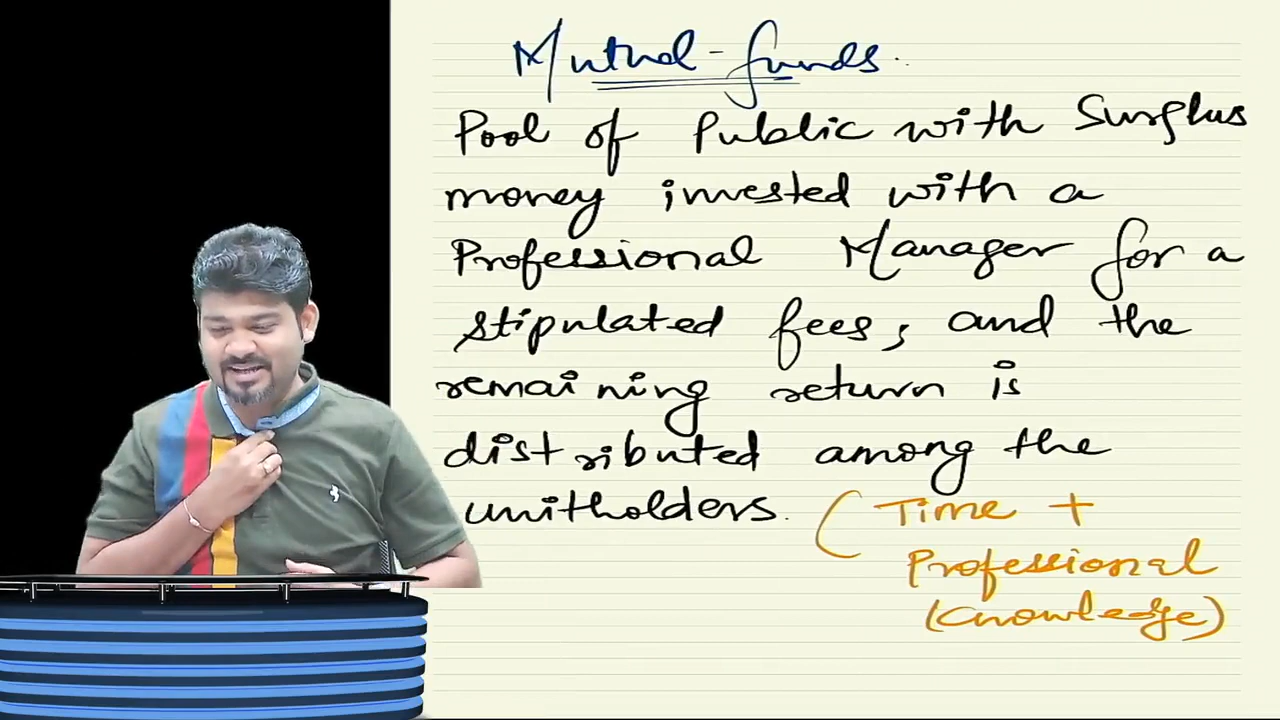 Mutual-funds.
Pool of Public with Surplus
money invested with a
Professional Manager for a
stipulated fees, and the
remaining return is
distributed among the
unitholders. (Time +
Professional
Knowledge)